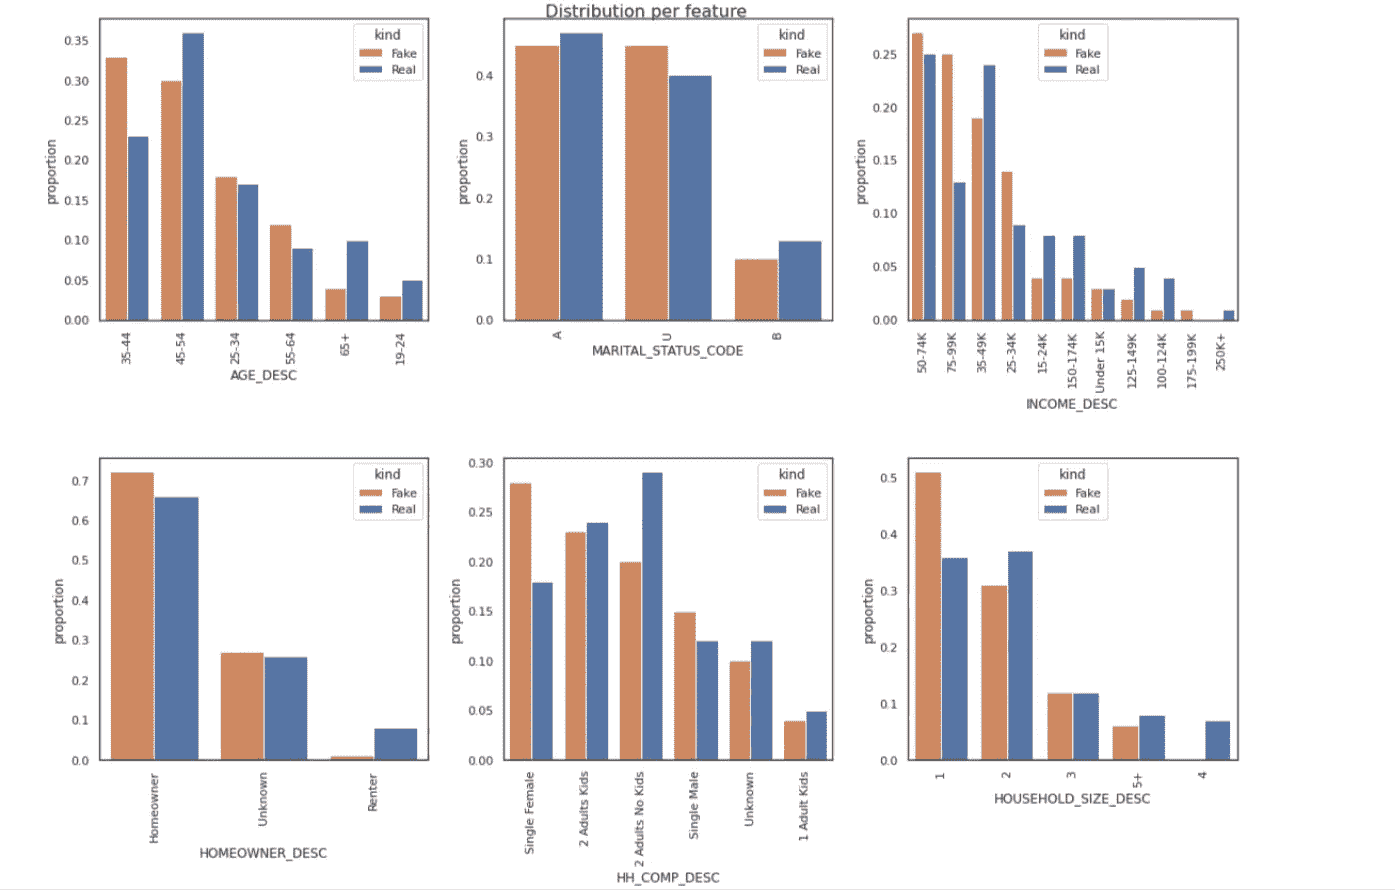 Distribution per feature
kind
Fake
Real
0.35
0.30
0.25
0.20
0.15
0.10
0.05
0.00
proportion
35-44
45-54
25-34
55-64
65+
19-24
AGE_DESC
kind
Fake
Real
0.4
0.3
0.2
0.1
0.0
proportion
A
U
B
MARITAL_STATUS_CODE
kind
Fake
Real
0.25
0.20
0.15
0.10
0.05
0.00
proportion
50-74K
75-99K
35-49K
25-34K
15-24K
150-174K
Under 15K
125-149K
100-124K
175-199K
250K+
INCOME_DESC
kind
Fake
Real
0.7
0.6
0.5
0.4
0.3
0.2
0.1
0.0
proportion
Homeowner
Unknown
Renter
HOMEOWNER_DESC
kind
Fake
Real
0.30
0.25
0.20
0.15
0.10
0.05
0.00
proportion
Single Female
2 Adults Kids
2 Adults No Kids
Single Male
Unknown
1 Adult Kids
HH_COMP_DESC
kind
Fake
Real
0.5
0.4
0.3
0.2
0.1
0.0
proportion
1
2
3
5+
4
HOUSEHOLD_SIZE_DESC